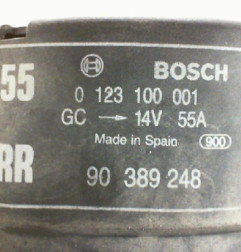 BOSCH
55
0 123 100 001
GC → 14V 55A
Made in Spain 900
RR
90 389 248